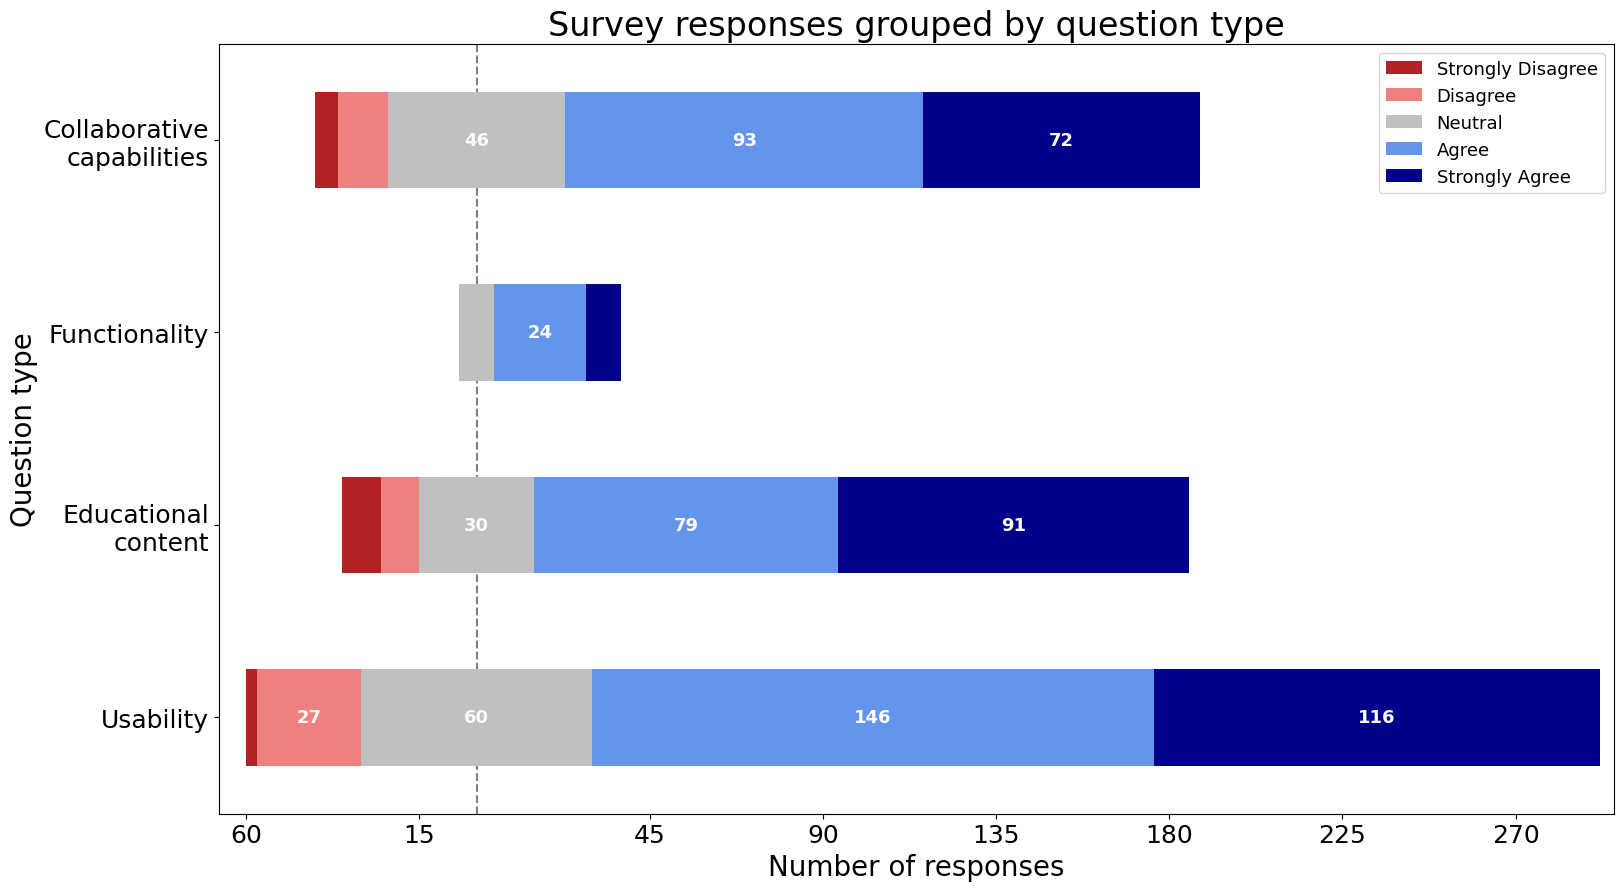 Survey responses grouped by question type
Strongly Disagree
Disagree
Neutral
Agree
Strongly Agree
Question type
Collaborative
capabilities
46
93
72
Functionality
24
Educational
content
30
79
91
Usability
27
60
146
116
60
15
45
90
135
180
225
270
Number of responses